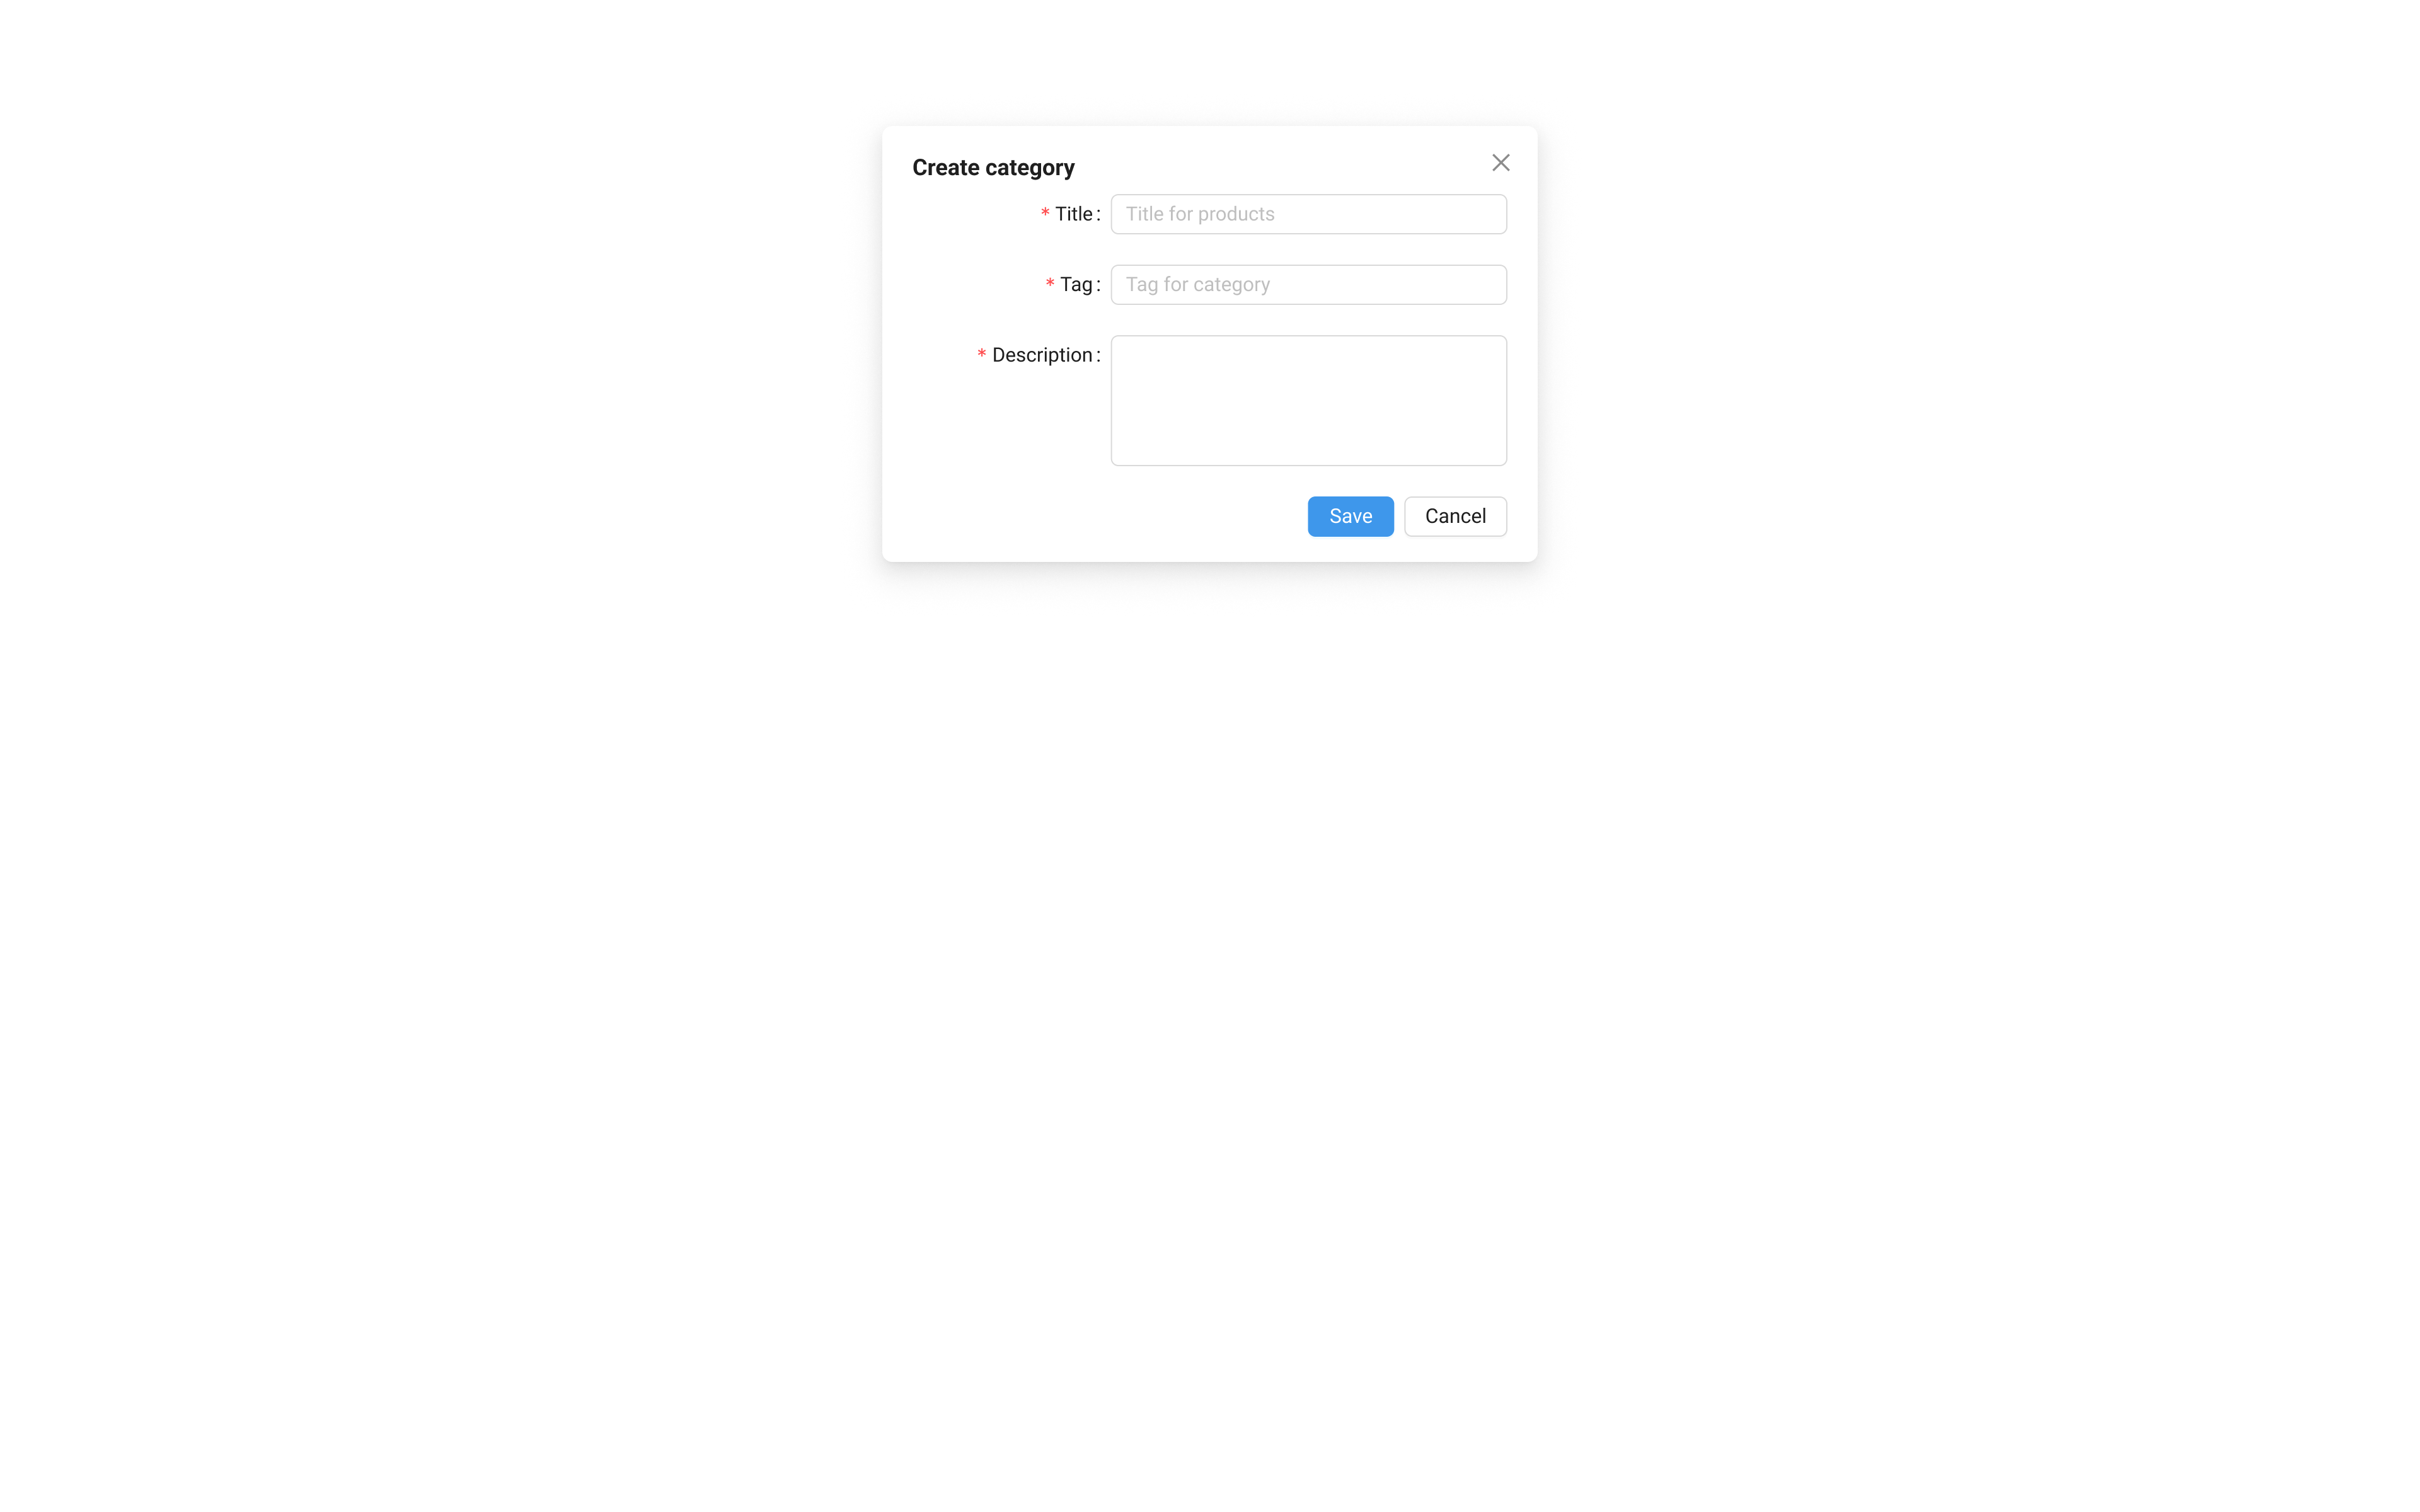 Create category
* Title :
Title for products
* Tag :
Tag for category
* Description :
Save
Cancel